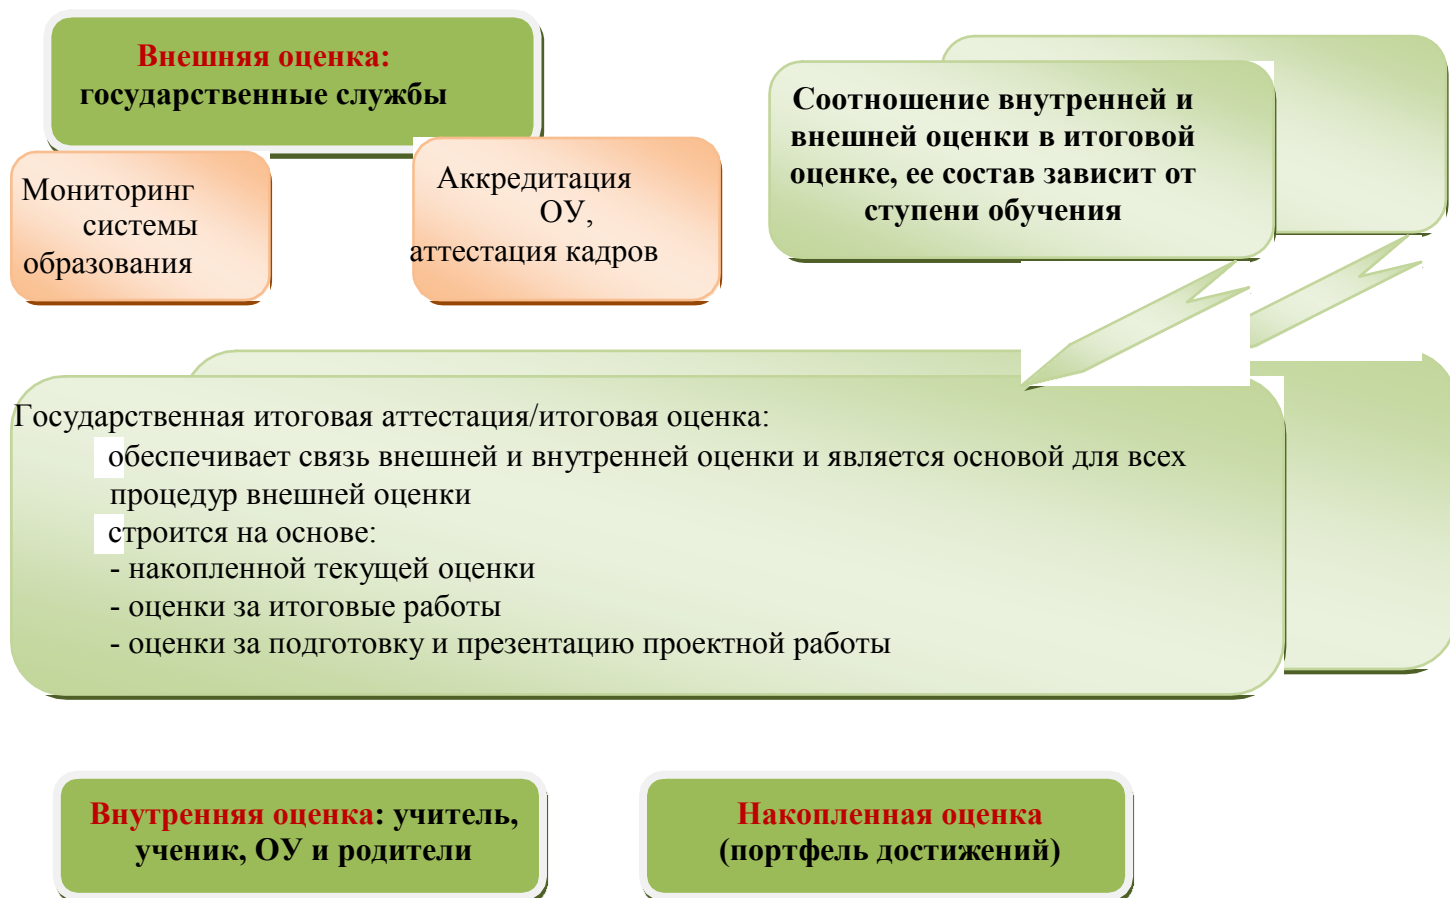 Внешняя оценка:
государственные службы
Мониторинг
системы
образования
Аккредитация
ОУ,
аттестация кадров
Соотношение внутренней и
внешней оценки в итоговой
оценке, ее состав зависит от
ступени обучения
Государственная итоговая аттестация/итоговая оценка:
обеспечивает связь внешней и внутренней оценки и является основой для всех
процедур внешней оценки
строится на основе:
- накопленной текущей оценки
- оценки за итоговые работы
- оценки за подготовку и презентацию проектной работы
Внутренняя оценка: учитель,
ученик, ОУ и родители
Накопленная оценка
(портфель достижений)